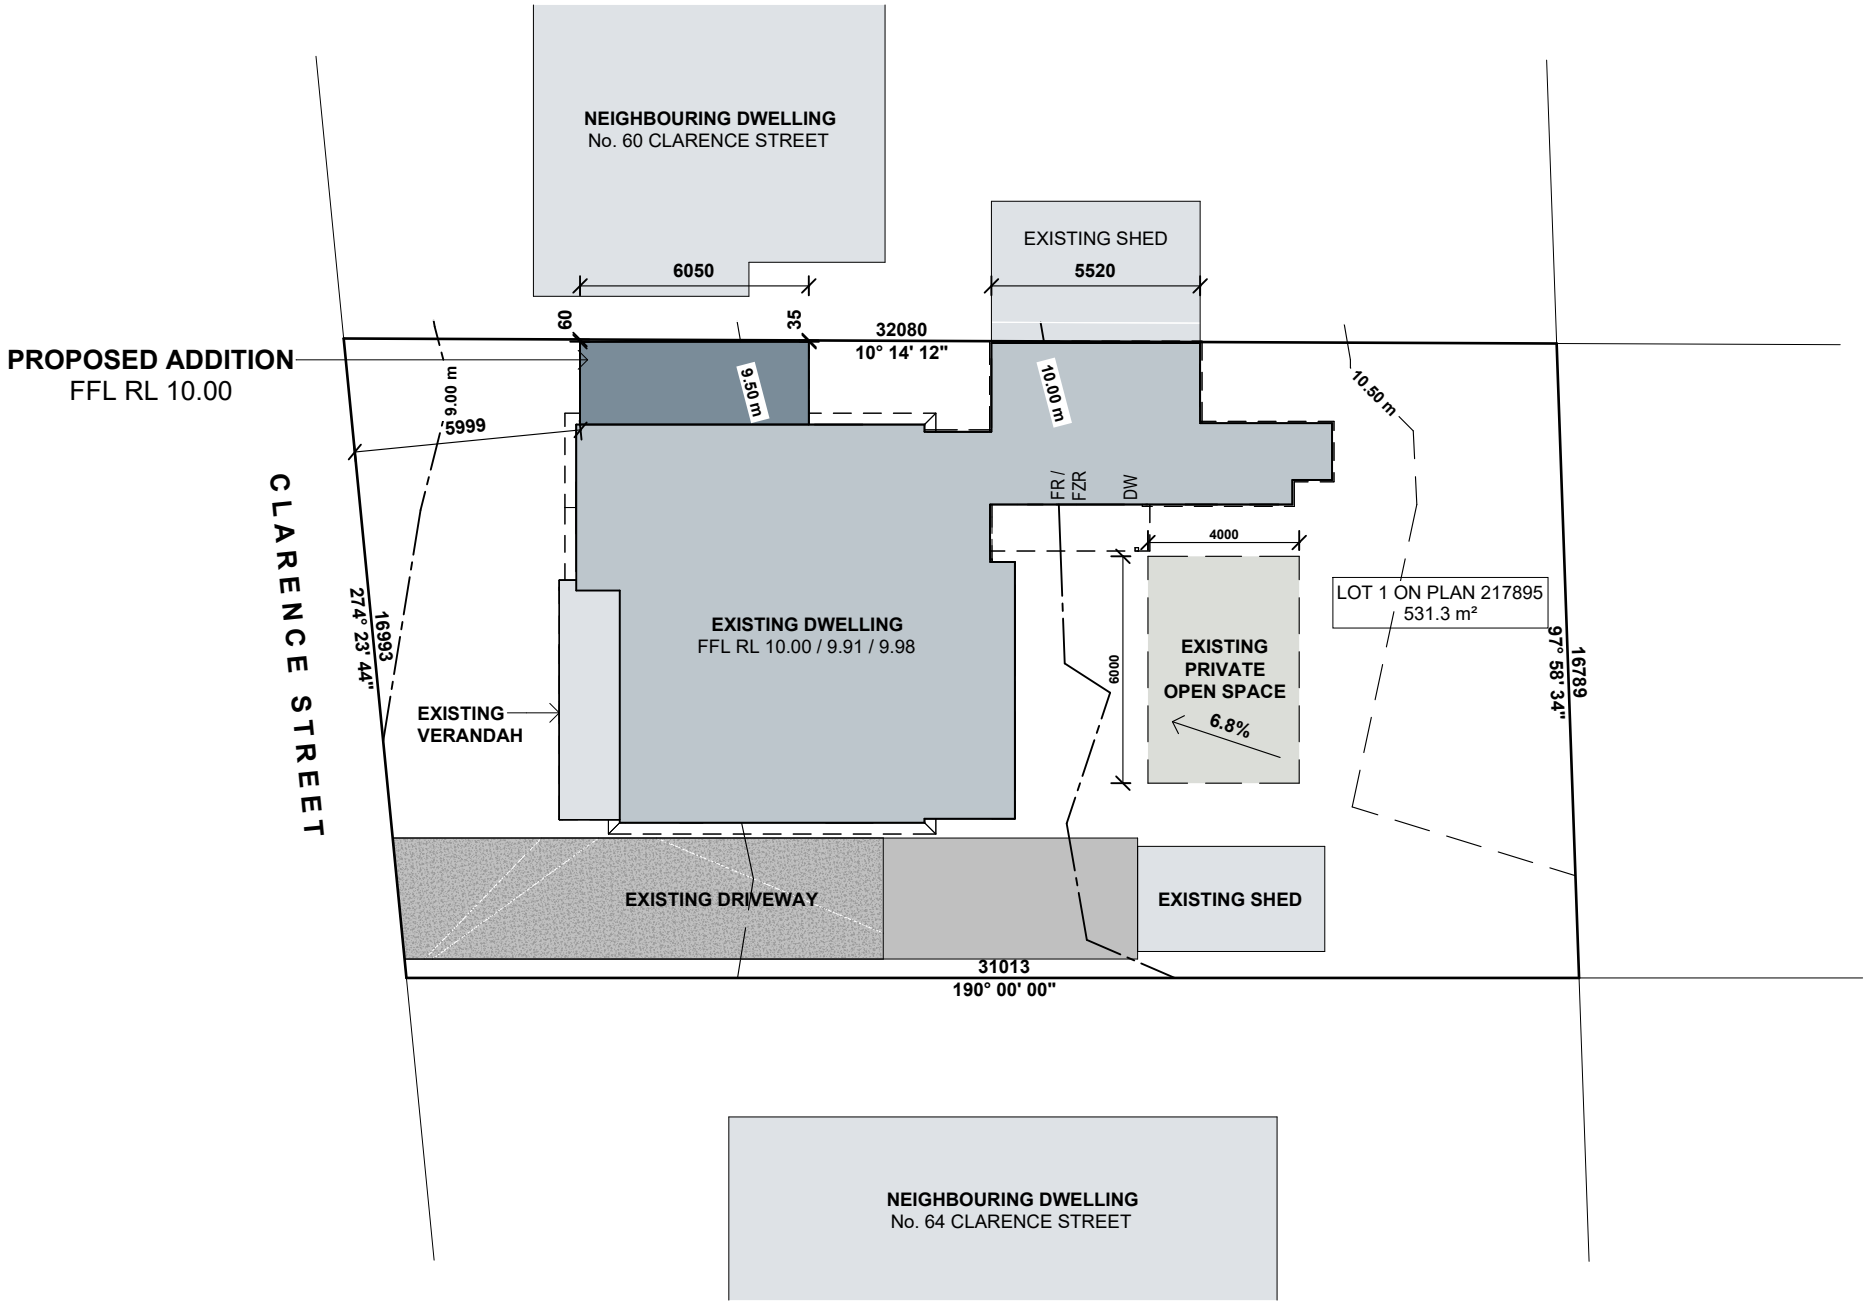 NEIGHBOURING DWELLING
No. 60 CLARENCE STREET
EXISTING SHED
6050
5520
60
35
32080
10° 14' 12"
PROPOSED ADDITION
FFL RL 10.00
9.00 m
9.50 m
10.00 m
10.50 m
5999
CLARENCE STREET
FR /
FZR
DW
4000
LOT 1 ON PLAN 217895
531.3 m²
16993
274° 23' 44"
EXISTING DWELLING
FFL RL 10.00 / 9.91 / 9.98
6000
EXISTING
PRIVATE
OPEN SPACE
6.8%
16789
97° 58' 34"
EXISTING
VERANDAH
EXISTING DRIVEWAY
EXISTING SHED
31013
190° 00' 00"
NEIGHBOURING DWELLING
No. 64 CLARENCE STREET